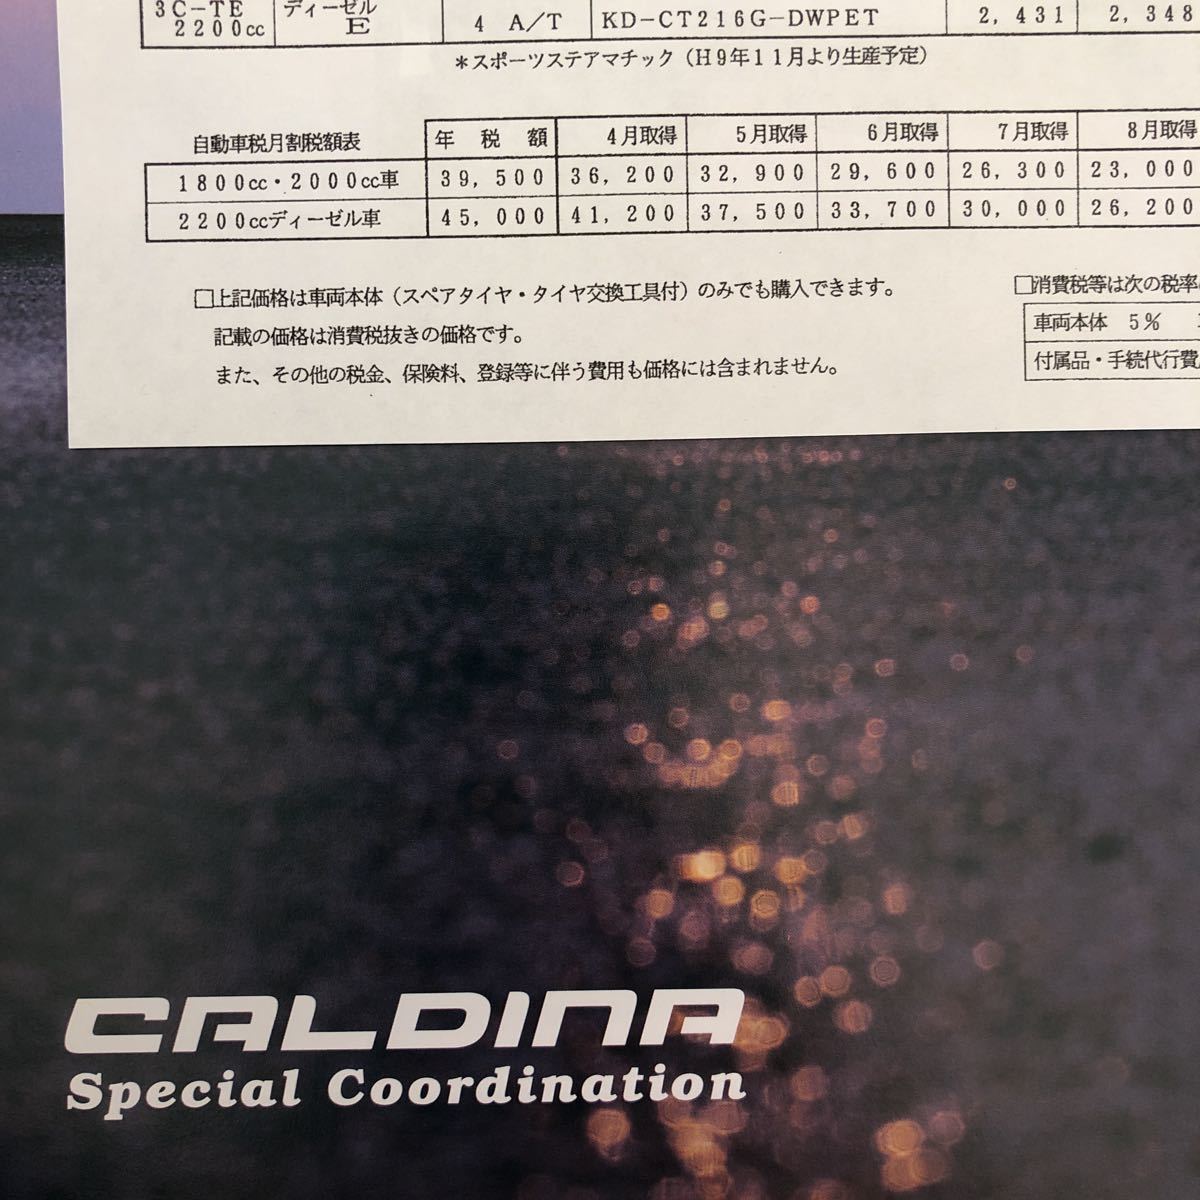 3C-TE ディーゼル
2200cc E 4 A/T KD-CT216G-DWPET 2,431 2,348
*スポーツステアマチック(H9年11月より生産予定)
自動車税月割税額表 年 税 額 4月取得 5月取得 6月取得 7月取得 8月取得
1800cc・2000cc車 39,500 36,200 32,900 29,600 26,300 23,000
2200ccディーゼル車 45,000 41,200 37,500 33,700 30,000 26,200
□上記価格は車両本体(スペアタイヤ・タイヤ交換工具付)のみでも購入できます。
記載の価格は消費税抜きの価格です。
また、その他の税金、保険料、登録等に伴う費用も価格には含まれません。
□消費税等は次の税率
車両本体 5%
付属品・手続代行費
CALDINA
Special Coordination